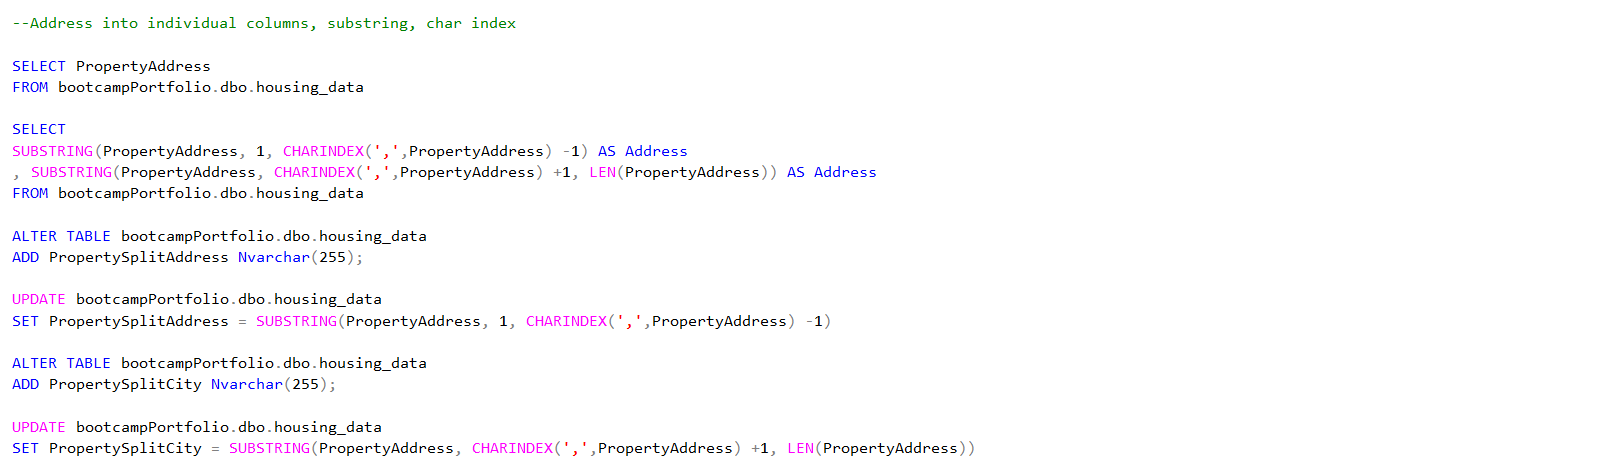 --Address into individual columns, substring, char index
SELECT PropertyAddress
FROM bootcampPortfolio.dbo.housing_data
SELECT
SUBSTRING(PropertyAddress, 1, CHARINDEX(',',PropertyAddress) -1) AS Address
, SUBSTRING(PropertyAddress, CHARINDEX(',',PropertyAddress) +1, LEN(PropertyAddress)) AS Address
FROM bootcampPortfolio.dbo.housing_data
ALTER TABLE bootcampPortfolio.dbo.housing_data
ADD PropertySplitAddress Nvarchar(255);
UPDATE bootcampPortfolio.dbo.housing_data
SET PropertySplitAddress = SUBSTRING(PropertyAddress, 1, CHARINDEX(',',PropertyAddress) -1)
ALTER TABLE bootcampPortfolio.dbo.housing_data
ADD PropertySplitCity Nvarchar(255);
UPDATE bootcampPortfolio.dbo.housing_data
SET PropertySplitCity = SUBSTRING(PropertyAddress, CHARINDEX(',',PropertyAddress) +1, LEN(PropertyAddress))